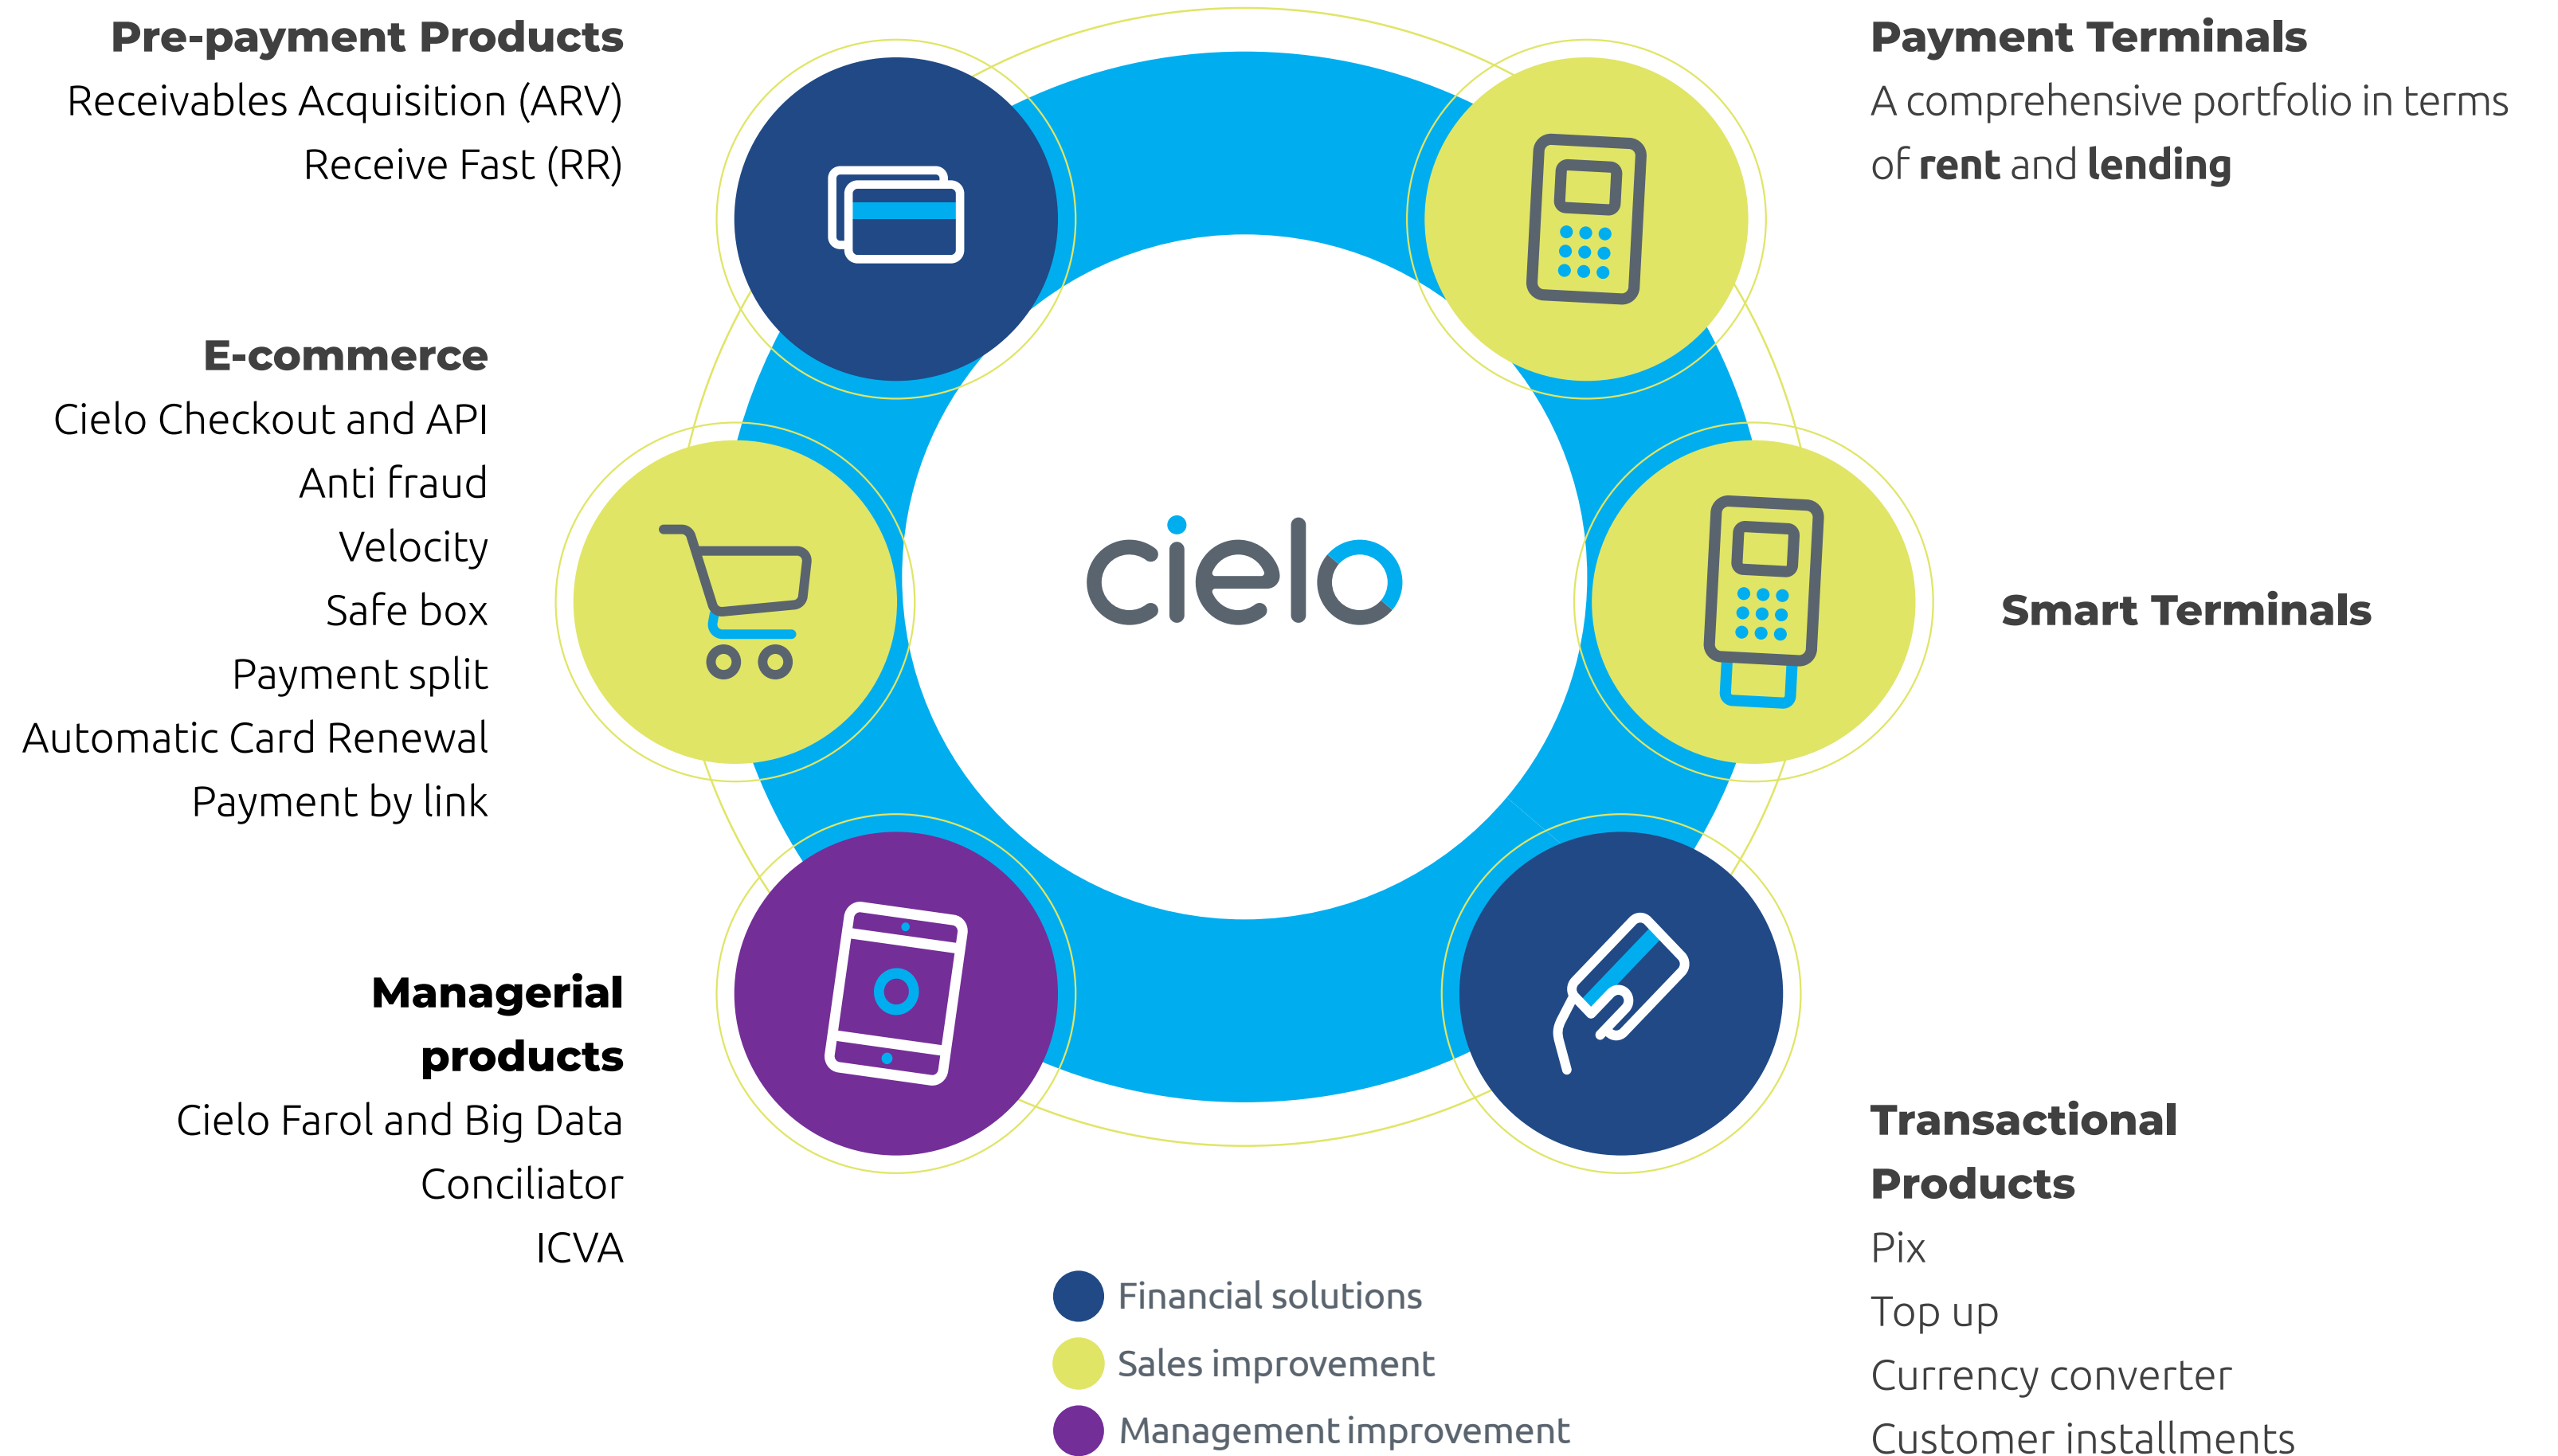 Pre-payment Products
Receivables Acquisition (ARV)
Receive Fast (RR)
E-commerce
Cielo Checkout and API
Anti fraud
Velocity
Safe box
Payment split
Automatic Card Renewal
Payment by link
Managerial
products
Cielo Farol and Big Data
Conciliator
ICVA
cielo
Payment Terminals
A comprehensive portfolio in terms
of rent and lending
Smart Terminals
Transactional
Products
Pix
Top up
Currency converter
Customer installments
Financial solutions
Sales improvement
Management improvement